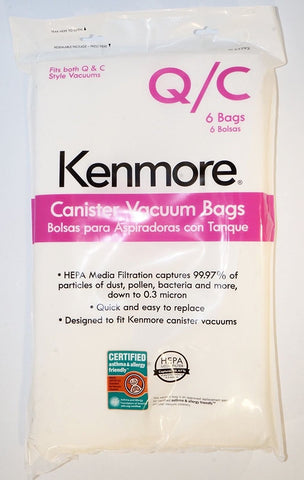 Fits both Q & C
Style Vacuums
Q/C
6 Bags
6 Bolsas
Kenmore®
Canister Vacuum Bags
Bolsas para Aspiradoras con Tanque
• HEPA Media Filtration captures 99.97% of
particles of dust, pollen, bacteria and more,
down to 0.3 micron
• Quick and easy to replace
• Designed to fit Kenmore canister vacuums
CERTIFIED
asthma & allergy
friendly™
HEPA